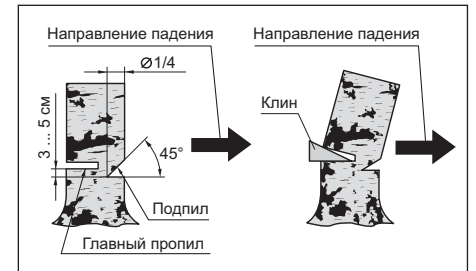 Направление падения
Направление падения
Ø1/4
Клин
3 ... 5 см
45°
Подпил
Главный пропил